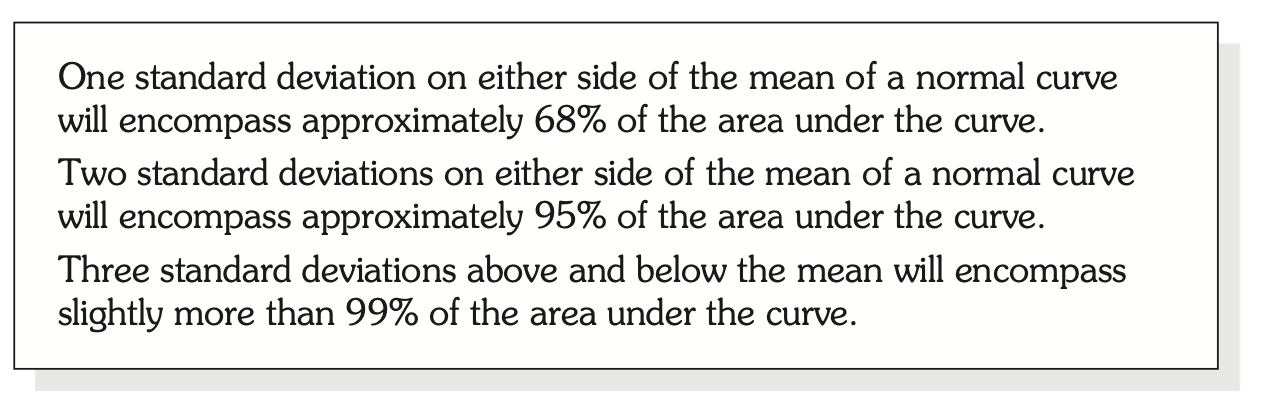 One standard deviation on either side of the mean of a normal curve
will encompass approximately 68% of the area under the curve.
Two standard deviations on either side of the mean of a normal curve
will encompass approximately 95% of the area under the curve.
Three standard deviations above and below the mean will encompass
slightly more than 99% of the area under the curve.